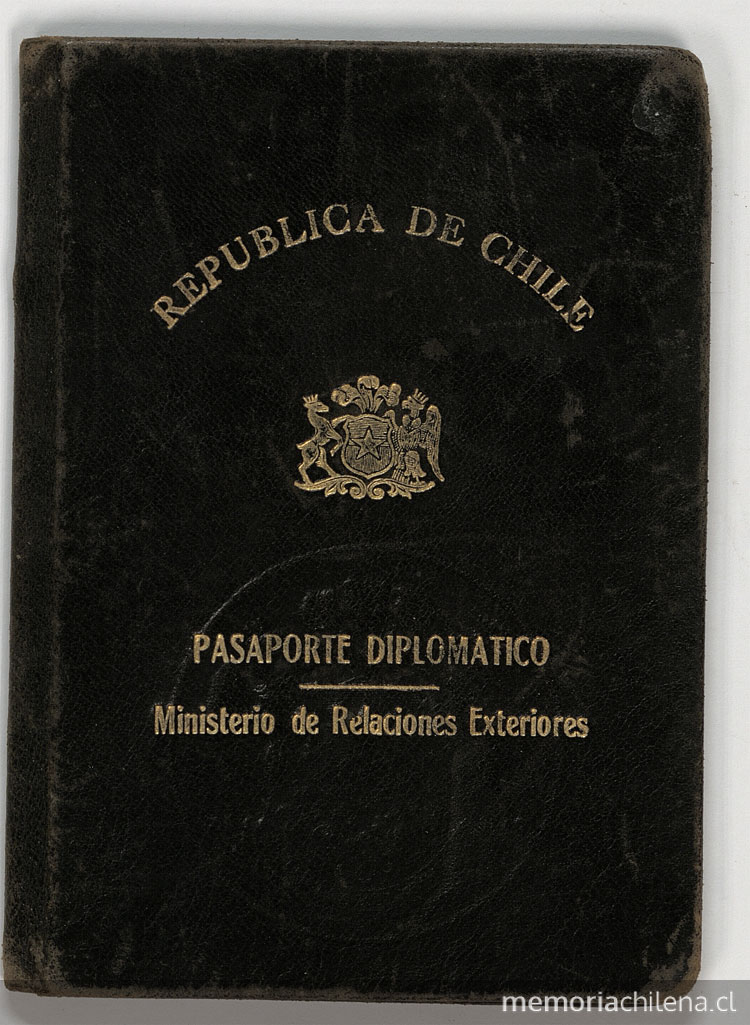 REPUBLICA DE CHILE
PASAPORTE DIPLOMATICO
Ministerio de Relaciones Exteriores
memoriachilena.cl